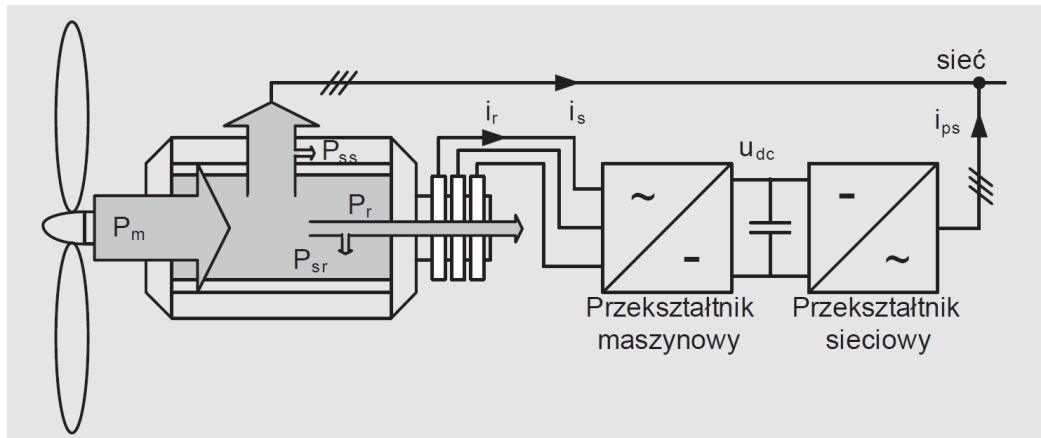 sieć
i_r
i_s
i_ps
P_ss
u_dc
P_r
~
-
P_m
-
~
P_sr
Przekształtnik
maszynowy
Przekształtnik
sieciowy